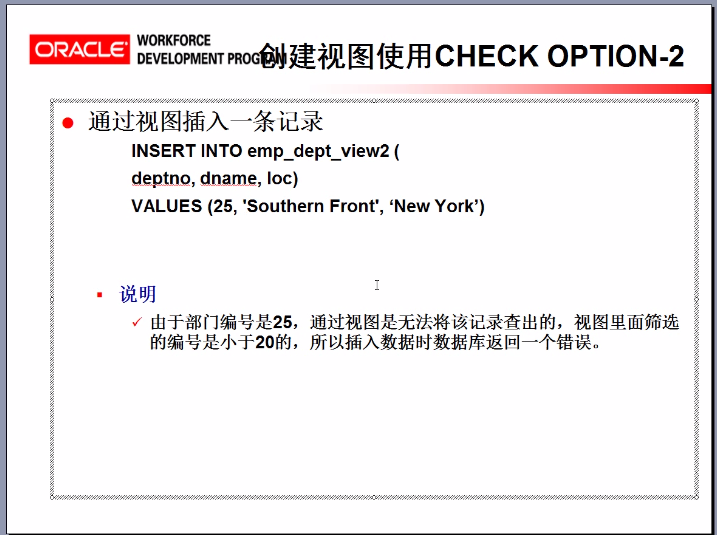 ORACLE WORKFORCE
DEVELOPMENT PROGRAM
创建视图使用CHECK OPTION-2
通过视图插入一条记录
INSERT INTO emp_dept_view2 (
deptno, dname, loc)
VALUES (25, 'Southern Front', ‘New York’)
说明
由于部门编号是25，通过视图是无法将该记录查出的，视图里面筛选
的编号是小于20的，所以插入数据时数据库返回一个错误。